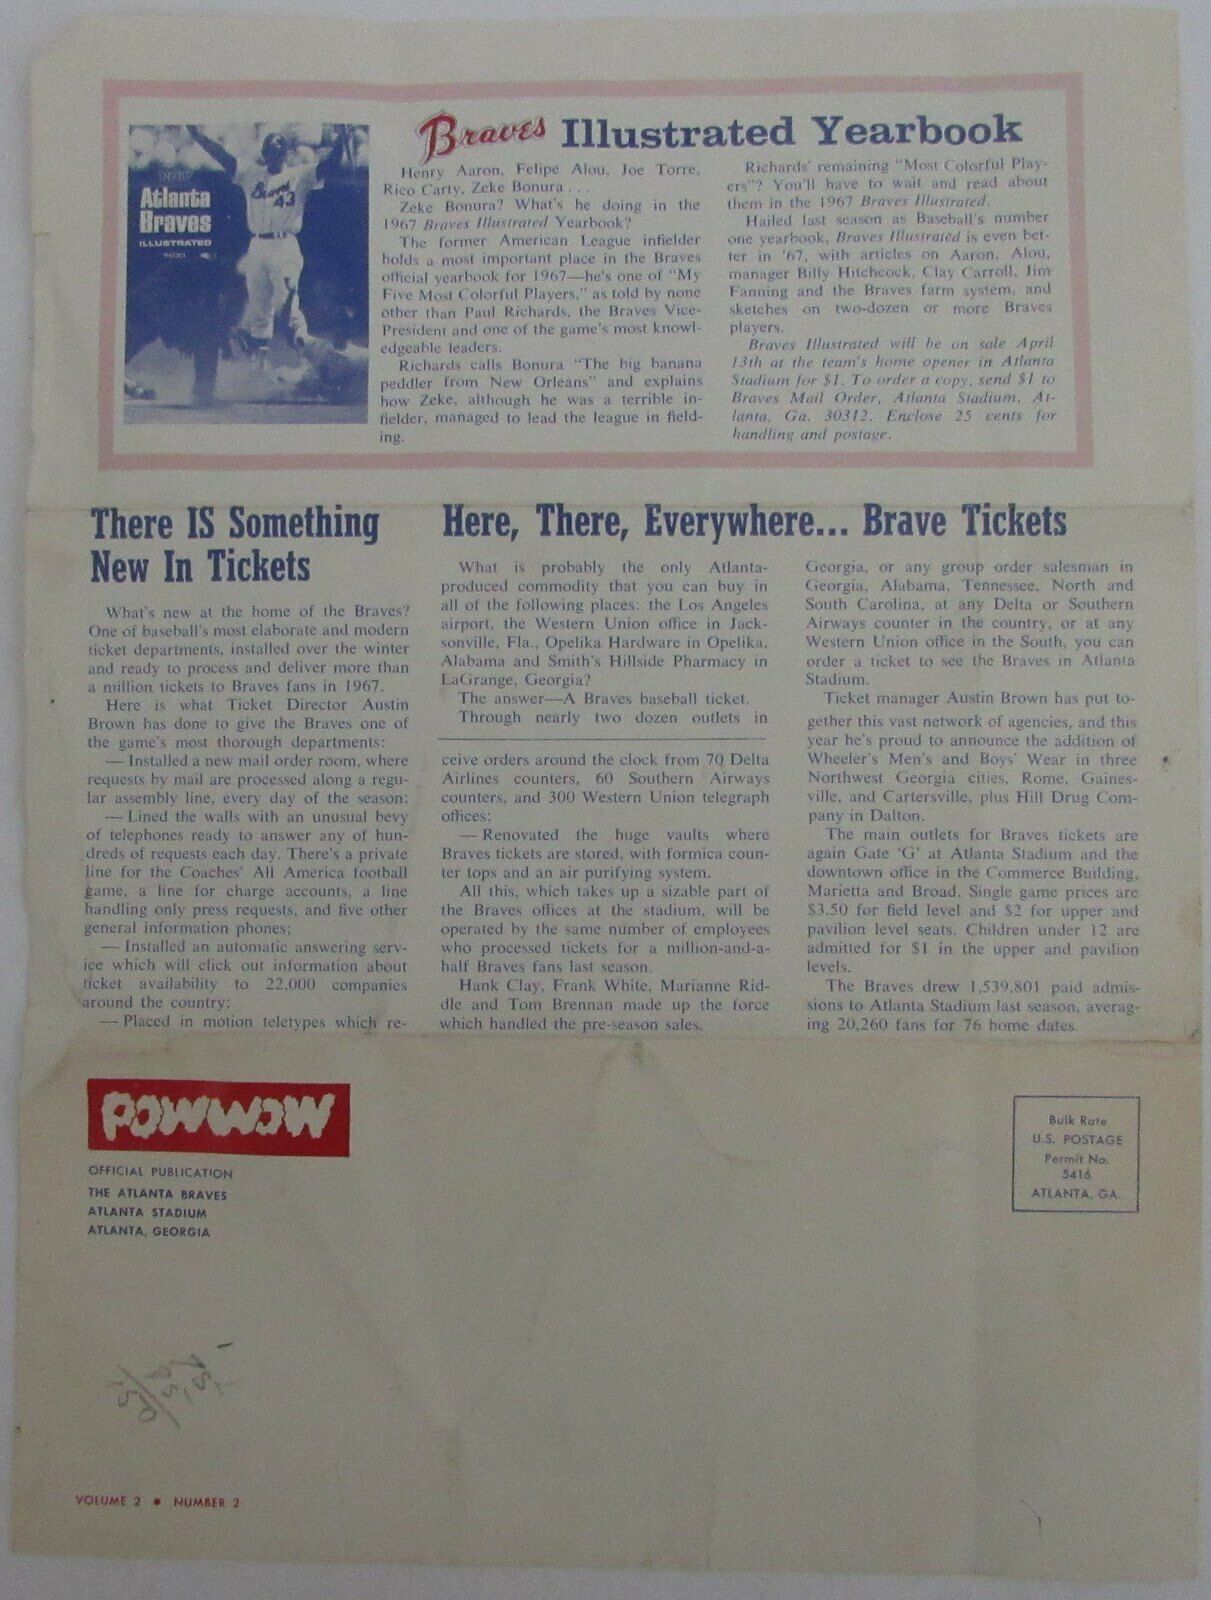 1967
Atlanta
Braves
ILLUSTRATED
Braves
43
Braves Illustrated Yearbook
Henry Aaron, Felipe Alou, Joe Torre,
Rico Carty, Zeke Bonura . . .
Zeke Bonura? What's he doing in the
1967 Braves Illustrated Yearbook?
The former American League infielder
holds a most important place in the Braves
official yearbook for 1967—he's one of "My
Five Most Colorful Players," as told by none
other than Paul Richards, the Braves Vice-
President and one of the game's most knowl-
edgeable leaders.
Richards calls Bonura "The big banana
peddler from New Orleans" and explains
how Zeke, although he was a terrible in-
fielder, managed to lead the league in field-
ing.
Richards' remaining "Most Colorful Play-
ers"? You'll have to wait and read about
them in the 1967 Braves Illustrated.
Hailed last season as Baseball's number
one yearbook, Braves Illustrated is even bet-
ter in '67, with articles on Aaron, Alou,
manager Billy Hitchcock, Clay Carroll, Jim
Fanning and the Braves farm system, and
sketches on two-dozen or more Braves
players.
Braves Illustrated will be on sale April
13th at the team's home opener in Atlanta
Stadium for $1. To order a copy, send $1 to
Braves Mail Order, Atlanta Stadium, At-
lanta, Ga. 30312. Enclose 25 cents for
handling and postage.
There IS Something
New In Tickets
What's new at the home of the Braves?
One of baseball's most elaborate and modern
ticket departments, installed over the winter
and ready to process and deliver more than
a million tickets to Braves fans in 1967.
Here is what Ticket Director Austin
Brown has done to give the Braves one of
the game's most thorough departments:
— Installed a new mail order room, where
requests by mail are processed along a regu-
lar assembly line, every day of the season;
— Lined the walls with an unusual bevy
of telephones ready to answer any of hun-
dreds of requests each day. There's a private
line for the Coaches' All America football
game, a line for charge accounts, a line
handling only press requests, and five other
general information phones;
— Installed an automatic answering serv-
ice which will click out information about
ticket availability to 22,000 companies
around the country;
— Placed in motion teletypes which re-
ceive orders around the clock from 70 Delta
Airlines counters, 60 Southern Airways
counters, and 300 Western Union telegraph
offices;
— Renovated the huge vaults where
Braves tickets are stored, with formica coun-
ter tops and an air purifying system.
All this, which takes up a sizable part of
the Braves offices at the stadium, will be
operated by the same number of employees
who processed tickets for a million-and-a-
half Braves fans last season.
Hank Clay, Frank White, Marianne Rid-
dle and Tom Brennan made up the force
which handled the pre-season sales.
Here, There, Everywhere... Brave Tickets
What is probably the only Atlanta-
produced commodity that you can buy in
all of the following places: the Los Angeles
airport, the Western Union office in Jack-
sonville, Fla., Opelika Hardware in Opelika,
Alabama and Smith's Hillside Pharmacy in
LaGrange, Georgia?
The answer—A Braves baseball ticket.
Through nearly two dozen outlets in
Georgia, or any group order salesman in
Georgia, Alabama, Tennessee, North and
South Carolina, at any Delta or Southern
Airways counter in the country, or at any
Western Union office in the South, you can
order a ticket to see the Braves in Atlanta
Stadium.
Ticket manager Austin Brown has put to-
gether this vast network of agencies, and this
year he's proud to announce the addition of
Wheeler's Men's and Boys' Wear in three
Northwest Georgia cities, Rome, Gaines-
ville, and Cartersville, plus Hill Drug Com-
pany in Dalton.
The main outlets for Braves tickets are
again Gate 'G' at Atlanta Stadium and the
downtown office in the Commerce Building,
Marietta and Broad. Single game prices are
$3.50 for field level and $2 for upper and
pavilion level seats. Children under 12 are
admitted for $1 in the upper and pavilion
levels.
The Braves drew 1,539,801 paid admis-
sions to Atlanta Stadium last season, averag-
ing 20,260 fans for 76 home dates.
POWWOW
OFFICIAL PUBLICATION
THE ATLANTA BRAVES
ATLANTA STADIUM
ATLANTA, GEORGIA
Bulk Rate
U.S. POSTAGE
Permit No.
5416
ATLANTA, GA.
VOLUME 2 • NUMBER 2